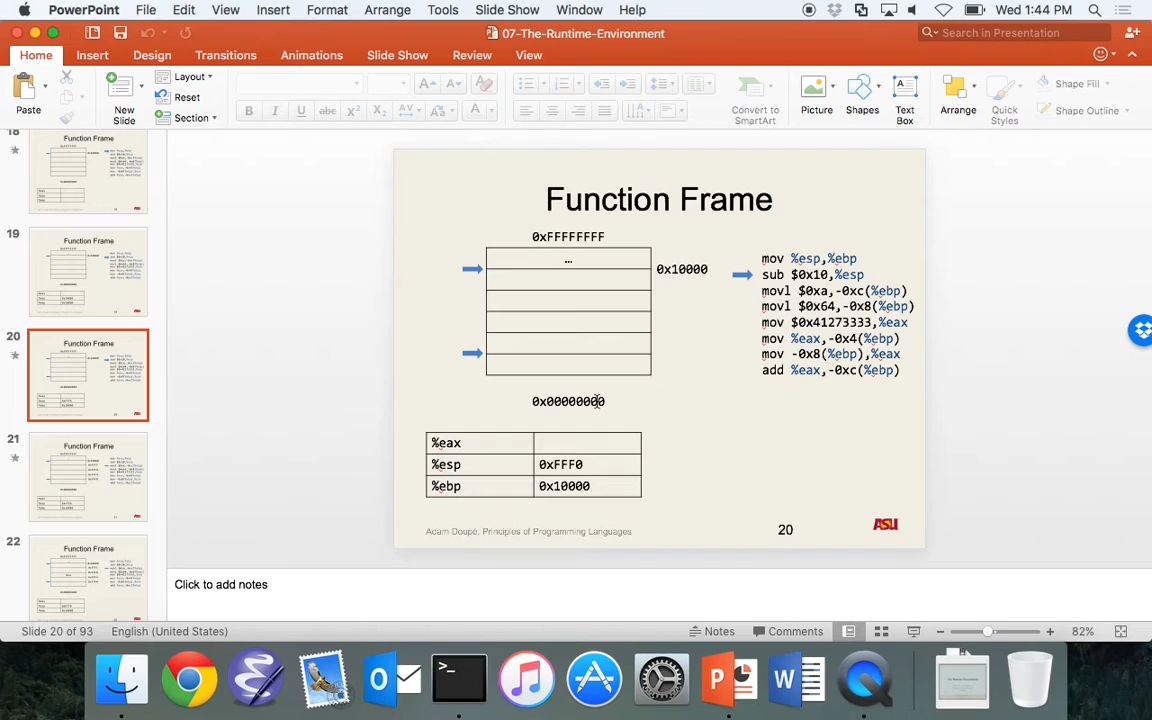 PowerPoint File Edit View Insert Format Arrange Tools Slide Show Window Help Wed 1:44 PM
07-The-Runtime-Environment
Search in Presentation
Home Insert Design Transitions Animations Slide Show Review View
Paste
New
Slide
Layout
Reset
Section
B I U abc X² X₂ AV Aa A
Convert to
SmartArt
Picture
Shapes
Text
Box
Arrange
Quick
Styles
Shape Fill
Shape Outline
18
Function Frame
19
Function Frame
20
Function Frame
21
Function Frame
22
Function Frame
Function Frame
0xFFFFFFFF
...
0x10000
0x00000000
mov %esp,%ebp
sub $0x10,%esp
movl $0xa,-0xc(%ebp)
movl $0x64,-0x8(%ebp)
mov $0x41273333,%eax
mov %eax,-0x4(%ebp)
mov -0x8(%ebp),%eax
add %eax,-0xc(%ebp)
%eax
%esp 0xFFF0
%ebp 0x10000
Adam Doupé, Principles of Programming Languages
20
ASU
Click to add notes
Slide 20 of 93 English (United States) Notes Comments 82%